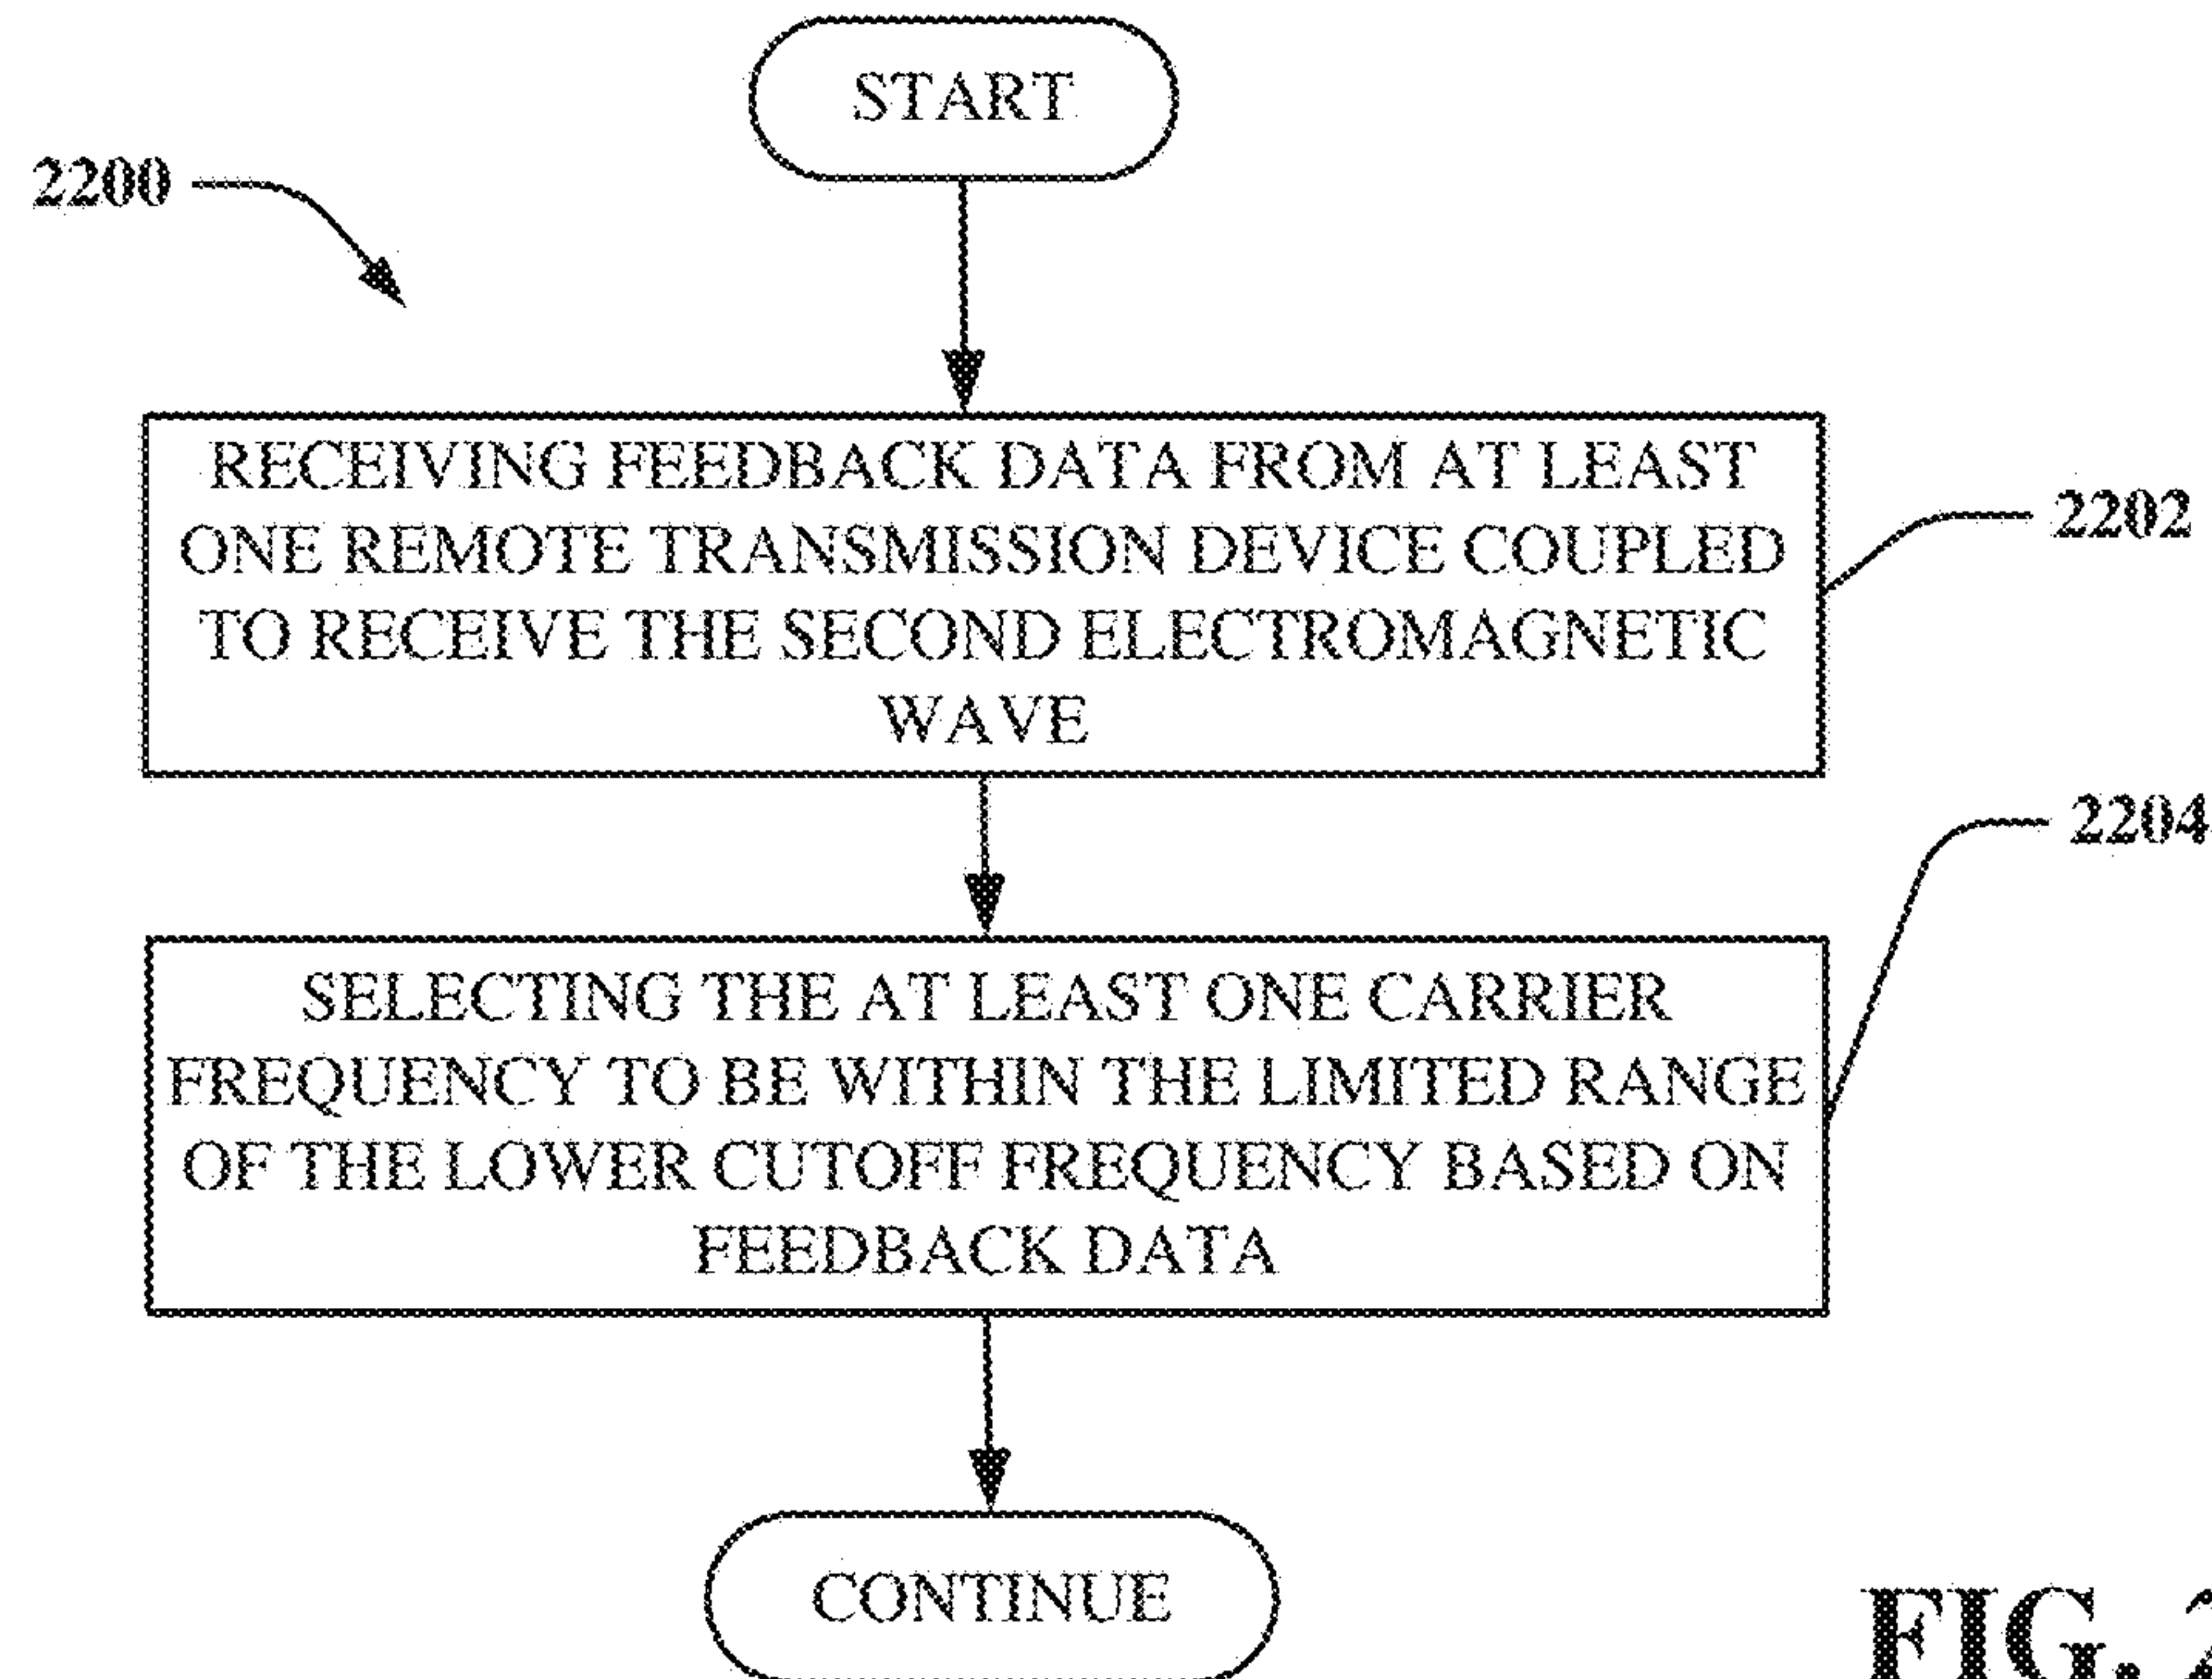 START
2200
RECEIVING FEEDBACK DATA FROM AT LEAST
ONE REMOTE TRANSMISSION DEVICE COUPLED
TO RECEIVE THE SECOND ELECTROMAGNETIC
WAVE
2202
2204
SELECTING THE AT LEAST ONE CARRIER
FREQUENCY TO BE WITHIN THE LIMITED RANGE
OF THE LOWER CUTOFF FREQUENCY BASED ON
FEEDBACK DATA
CONTINUE
FIG.